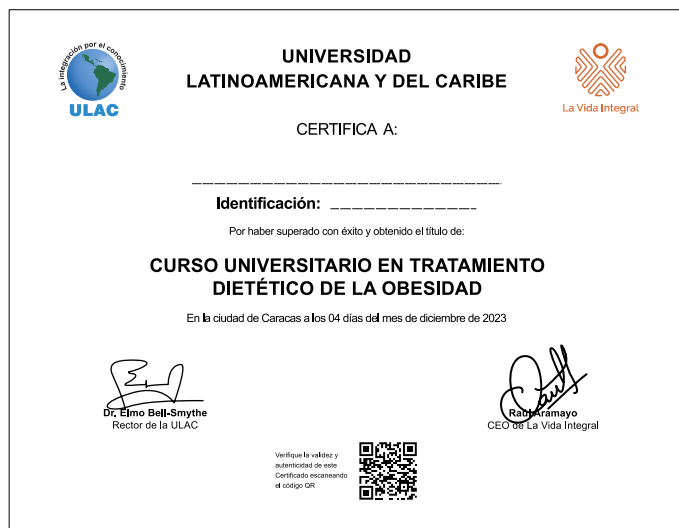 La integración por el conocimiento
ULAC
UNIVERSIDAD
LATINOAMERICANA Y DEL CARIBE
La Vida Integral
CERTIFICA A:
Identificación:
Por haber superado con éxito y obtenido el título de:
CURSO UNIVERSITARIO EN TRATAMIENTO
DIETÉTICO DE LA OBESIDAD
En la ciudad de Caracas a los 04 días del mes de diciembre de 2023
Dr. Elmo Bell-Smythe
Rector de la ULAC
Raúl Aramayo
CEO de La Vida Integral
Verifique la validez y
autenticidad de este
Certificado escaneando
el código QR